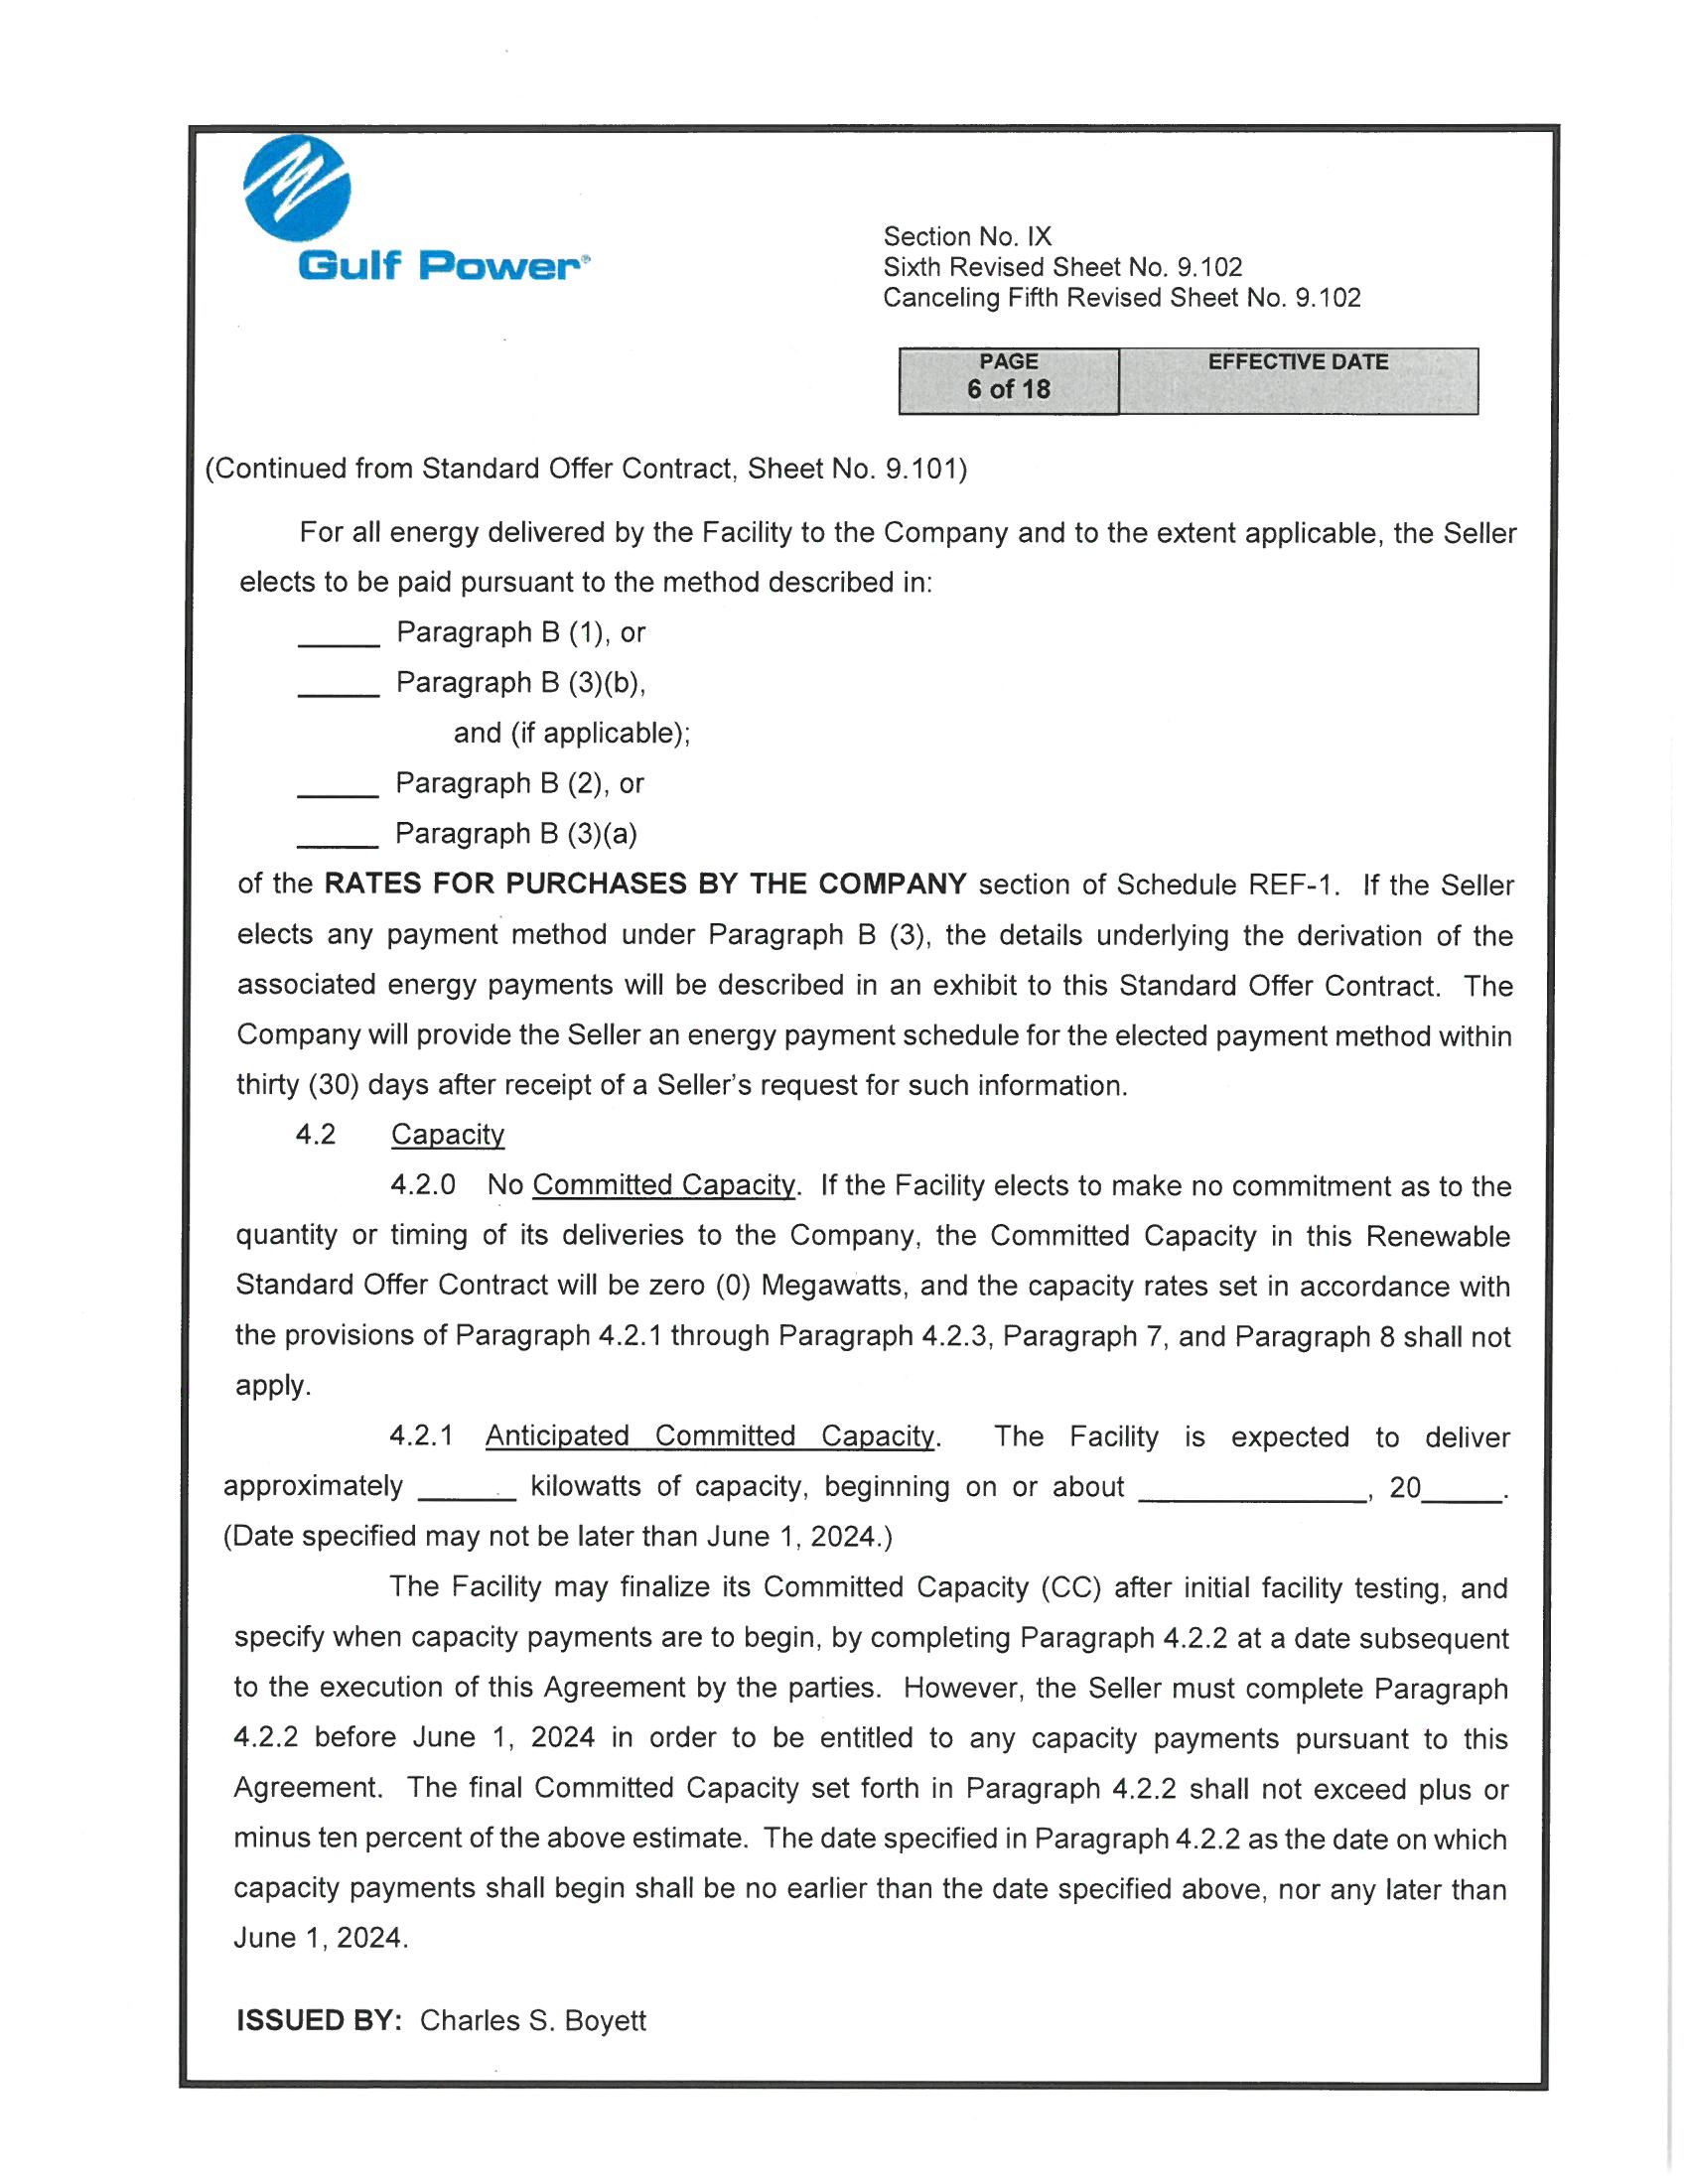 Gulf Power®
Section No. IX
Sixth Revised Sheet No. 9.102
Canceling Fifth Revised Sheet No. 9.102
PAGE
6 of 18
EFFECTIVE DATE
(Continued from Standard Offer Contract, Sheet No. 9.101)
For all energy delivered by the Facility to the Company and to the extent applicable, the Seller
elects to be paid pursuant to the method described in:
_____ Paragraph B (1), or
_____ Paragraph B (3)(b),
and (if applicable);
_____ Paragraph B (2), or
_____ Paragraph B (3)(a)
of the RATES FOR PURCHASES BY THE COMPANY section of Schedule REF-1. If the Seller
elects any payment method under Paragraph B (3), the details underlying the derivation of the
associated energy payments will be described in an exhibit to this Standard Offer Contract. The
Company will provide the Seller an energy payment schedule for the elected payment method within
thirty (30) days after receipt of a Seller's request for such information.
4.2 Capacity
4.2.0 No Committed Capacity. If the Facility elects to make no commitment as to the
quantity or timing of its deliveries to the Company, the Committed Capacity in this Renewable
Standard Offer Contract will be zero (0) Megawatts, and the capacity rates set in accordance with
the provisions of Paragraph 4.2.1 through Paragraph 4.2.3, Paragraph 7, and Paragraph 8 shall not
apply.
4.2.1 Anticipated Committed Capacity. The Facility is expected to deliver
approximately ______ kilowatts of capacity, beginning on or about ______________, 20_____.
(Date specified may not be later than June 1, 2024.)
The Facility may finalize its Committed Capacity (CC) after initial facility testing, and
specify when capacity payments are to begin, by completing Paragraph 4.2.2 at a date subsequent
to the execution of this Agreement by the parties. However, the Seller must complete Paragraph
4.2.2 before June 1, 2024 in order to be entitled to any capacity payments pursuant to this
Agreement. The final Committed Capacity set forth in Paragraph 4.2.2 shall not exceed plus or
minus ten percent of the above estimate. The date specified in Paragraph 4.2.2 as the date on which
capacity payments shall begin shall be no earlier than the date specified above, nor any later than
June 1, 2024.
ISSUED BY: Charles S. Boyett